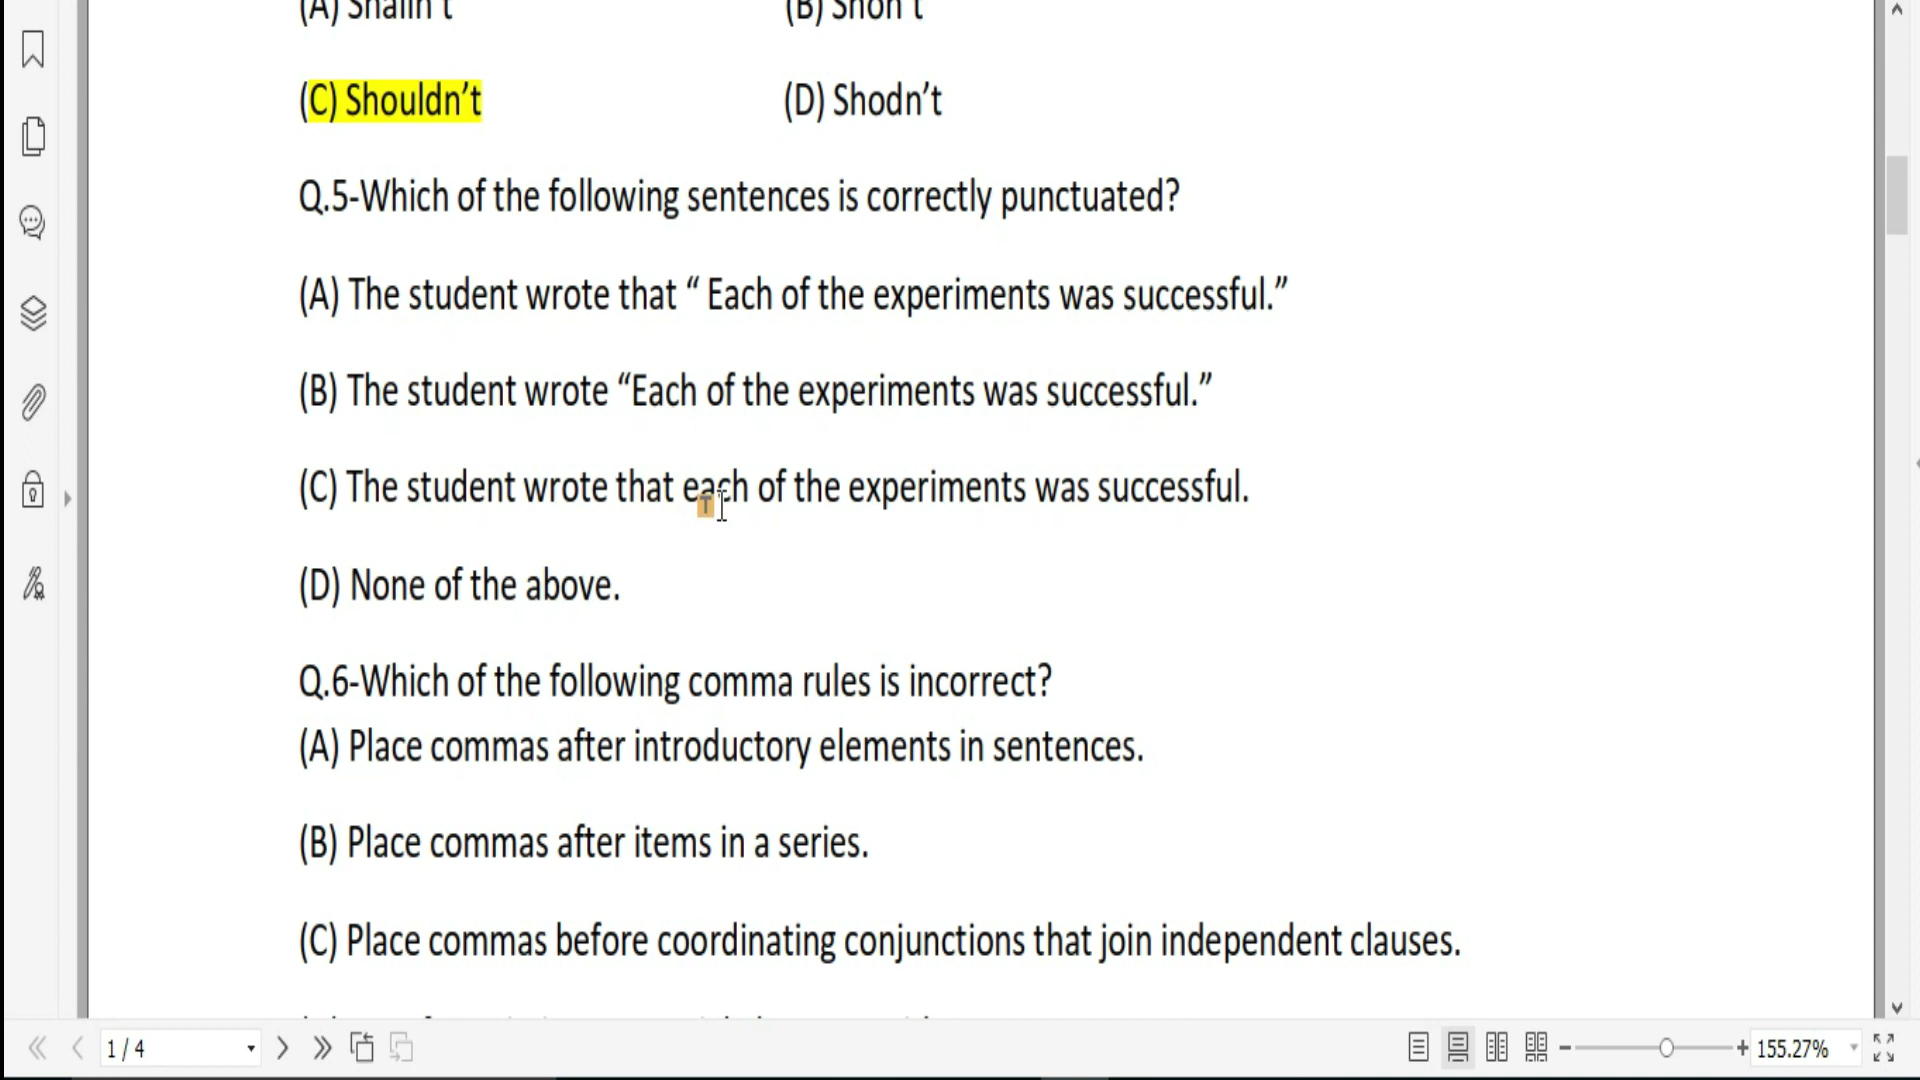 (A) Shalln't (B) Shon't
(C) Shouldn’t (D) Shodn’t
Q.5-Which of the following sentences is correctly punctuated?
(A) The student wrote that “ Each of the experiments was successful.”
(B) The student wrote “Each of the experiments was successful.”
(C) The student wrote that each of the experiments was successful.
T
(D) None of the above.
Q.6-Which of the following comma rules is incorrect?
(A) Place commas after introductory elements in sentences.
(B) Place commas after items in a series.
(C) Place commas before coordinating conjunctions that join independent clauses.
1 / 4 155.27%